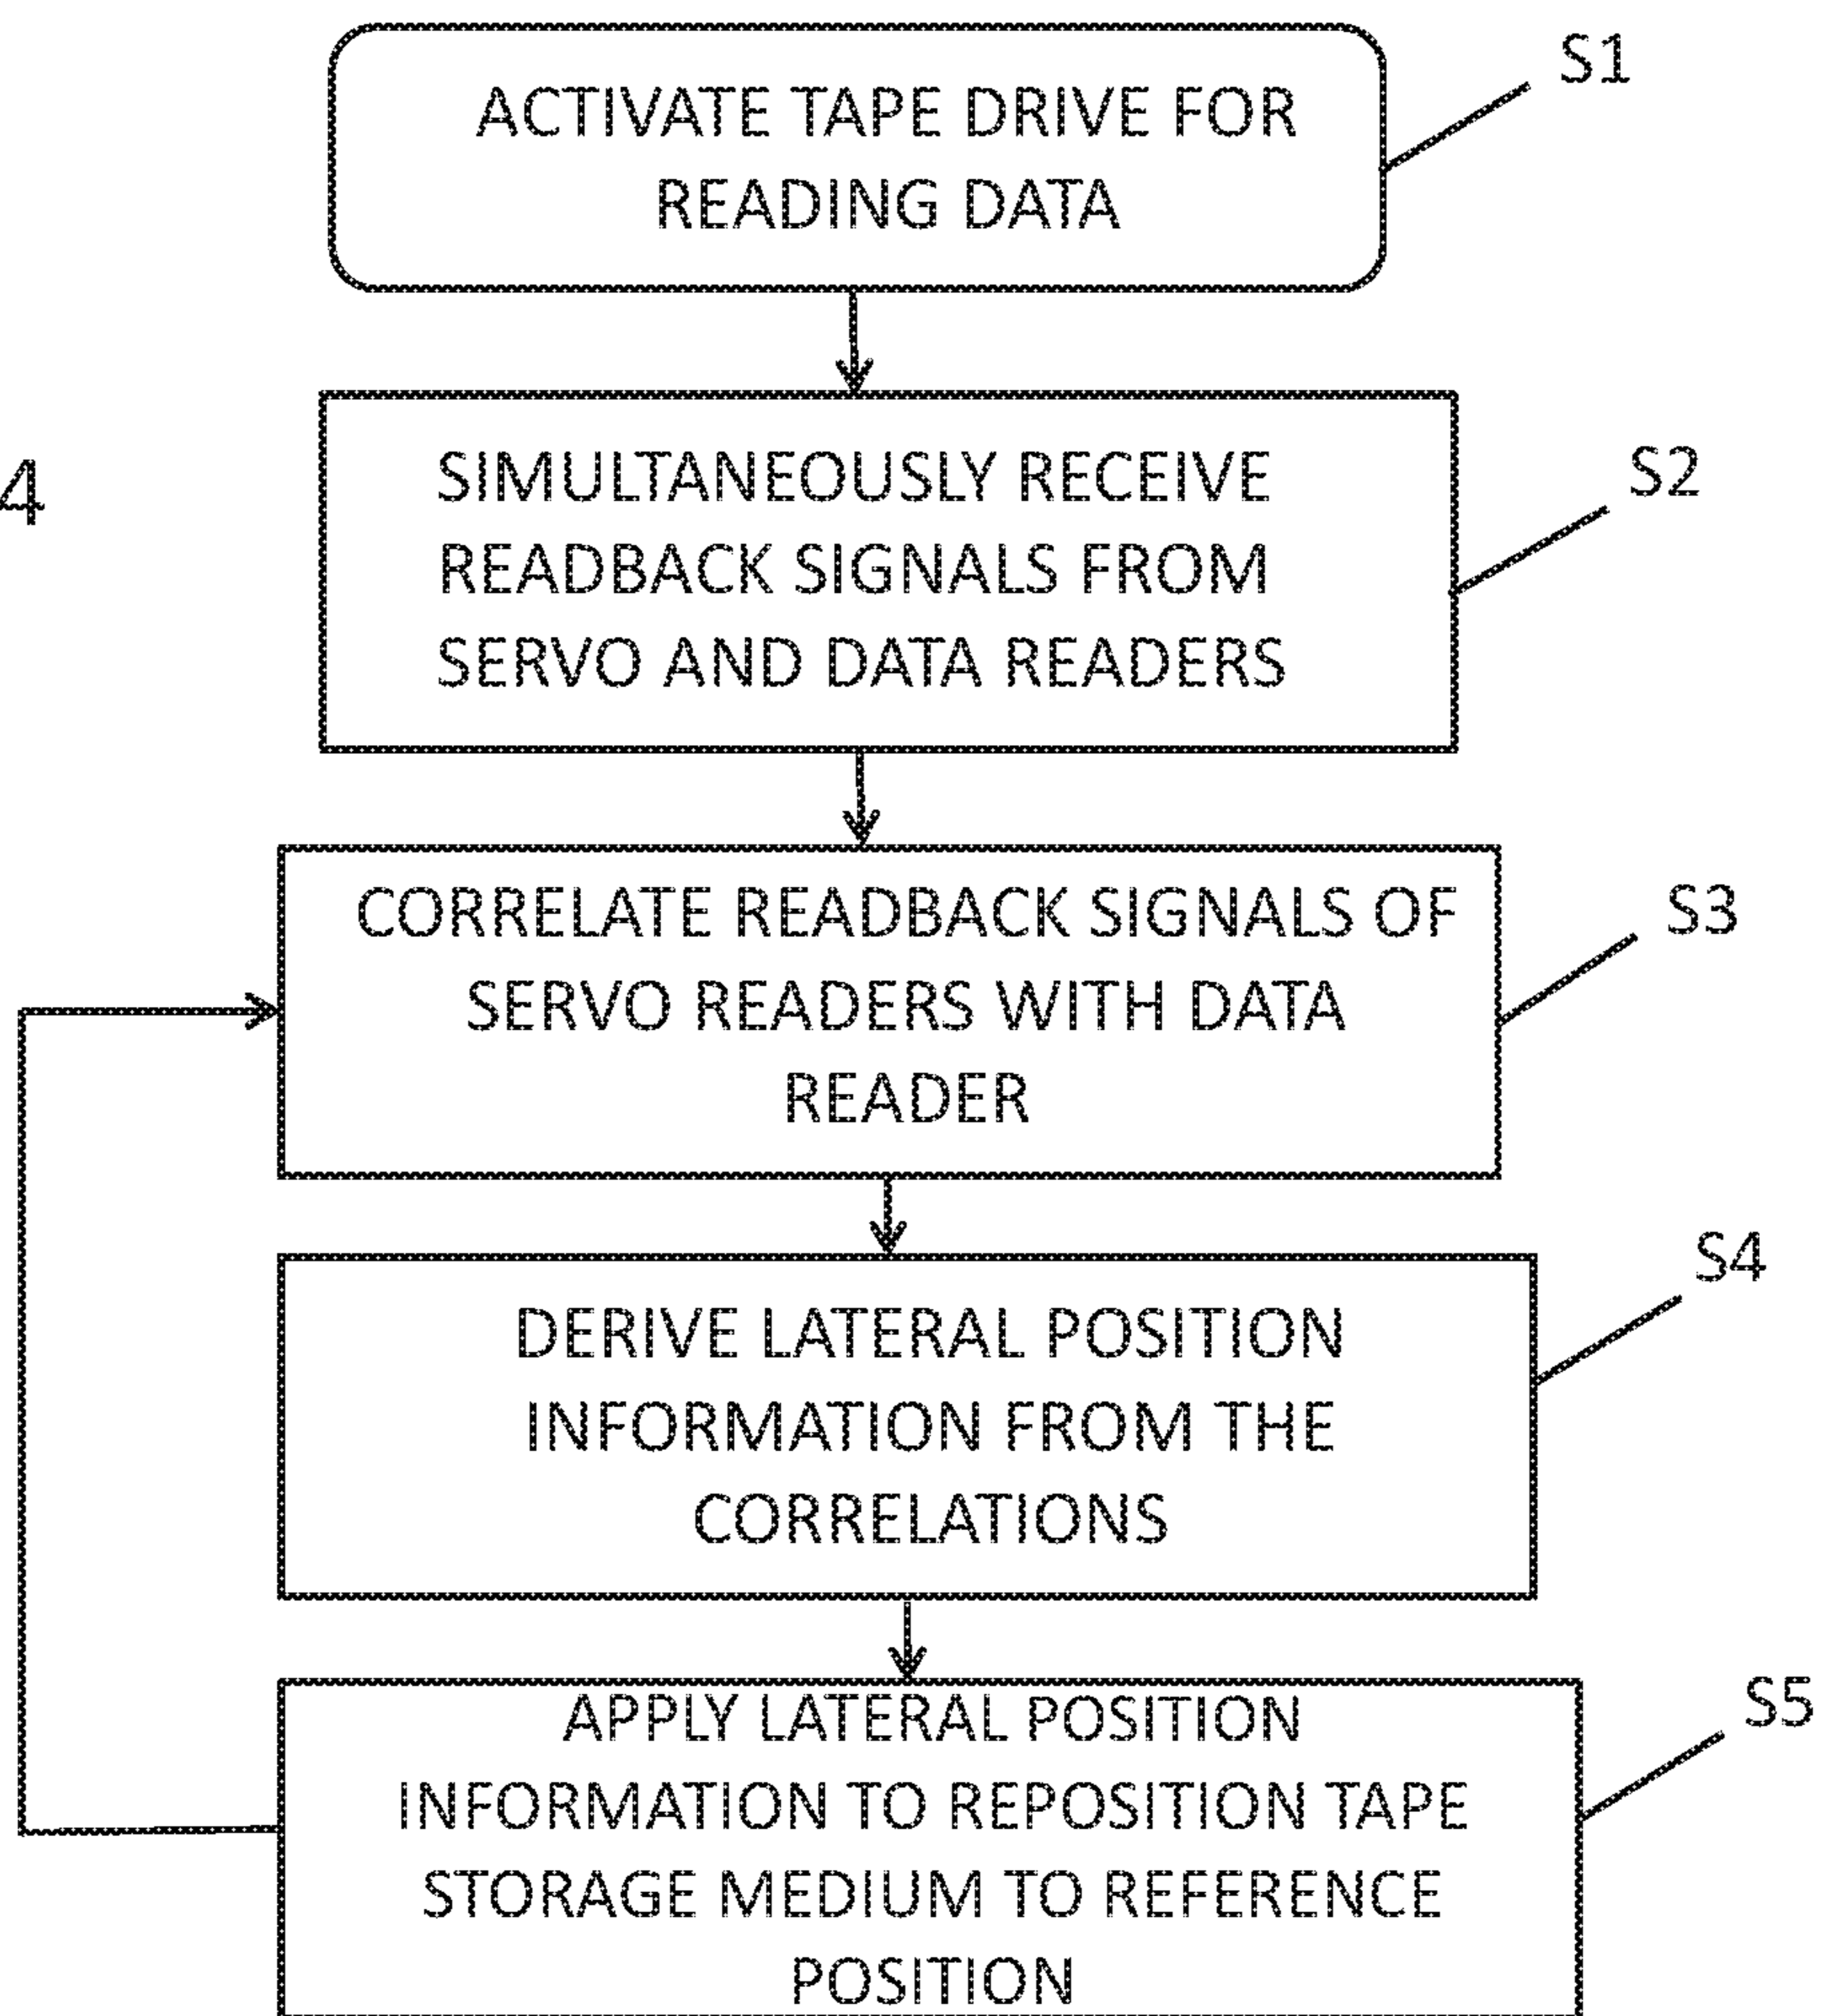 ACTIVATE TAPE DRIVE FOR
READING DATA
S1
4
SIMULTANEOUSLY RECEIVE
READBACK SIGNALS FROM
SERVO AND DATA READERS
S2
CORRELATE READBACK SIGNALS OF
SERVO READERS WITH DATA
READER
S3
DERIVE LATERAL POSITION
INFORMATION FROM THE
CORRELATIONS
S4
APPLY LATERAL POSITION
INFORMATION TO REPOSITION TAPE
STORAGE MEDIUM TO REFERENCE
POSITION
S5